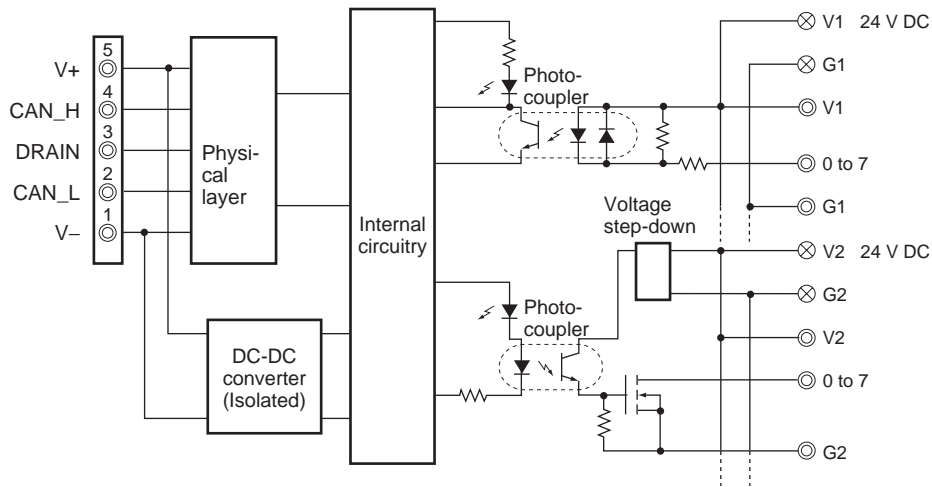 5
V+
4
CAN_H
3
DRAIN
2
CAN_L
1
V–
Physi-
cal
layer
DC-DC
converter
(Isolated)
Internal
circuitry
Photo-
coupler
V1 24 V DC
G1
V1
0 to 7
G1
Voltage
step-down
V2 24 V DC
Photo-
coupler
G2
V2
0 to 7
G2